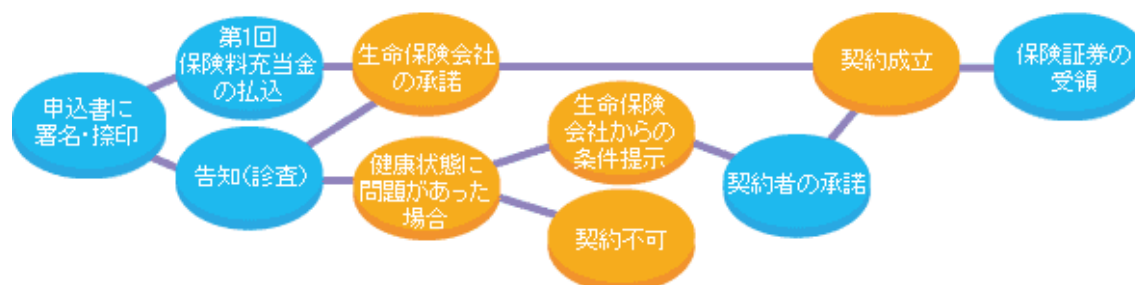 申込書に
署名・捺印
第1回
保険料充当金
の払込
告知(診査)
生命保険会社
の承諾
健康状態に
問題があった
場合
生命保険
会社からの
条件提示
契約不可
契約者の承諾
契約成立
保険証券の
受領